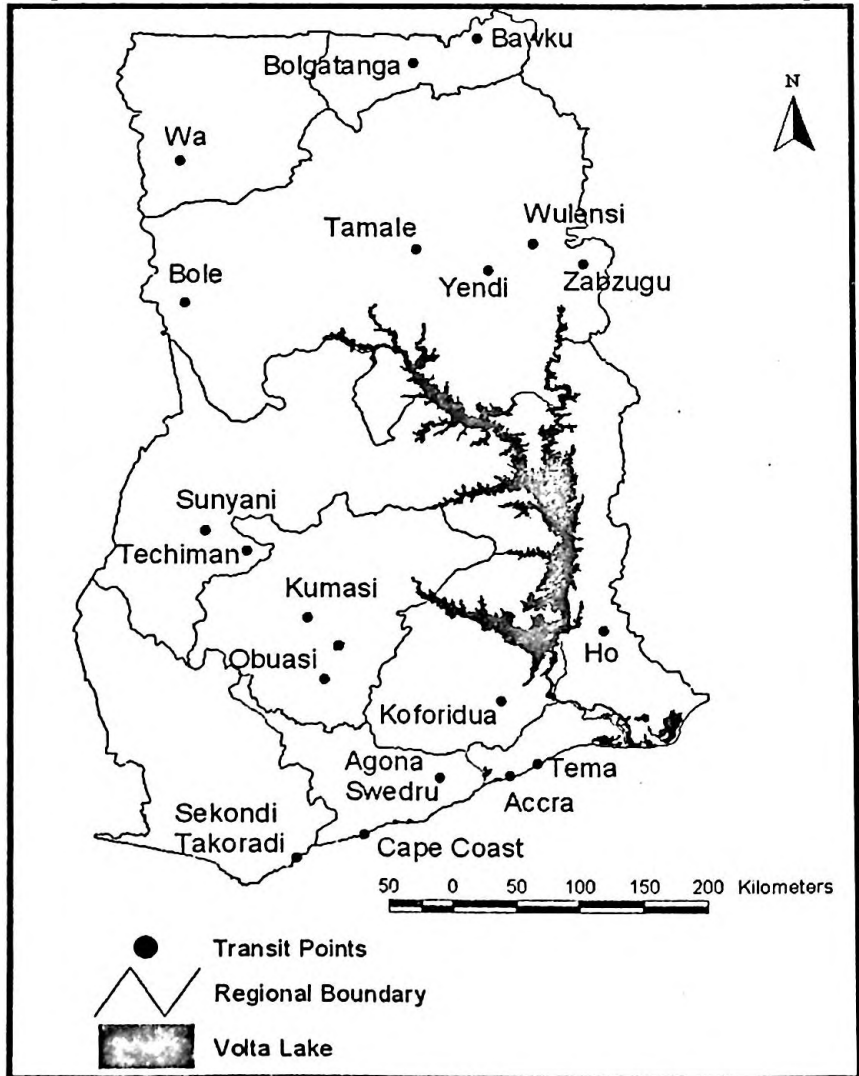 Bawku
Bolgatanga
N
Wa
Wulensi
Tamale
Bole
Yendi
Zabzugu
Sunyani
Techiman
Kumasi
Obuasi
Ho
Koforidua
Agona
Swedru
Tema
Accra
Sekondi
Takoradi
Cape Coast
50 0 50 100 150 200 Kilometers
Transit Points
Regional Boundary
Volta Lake